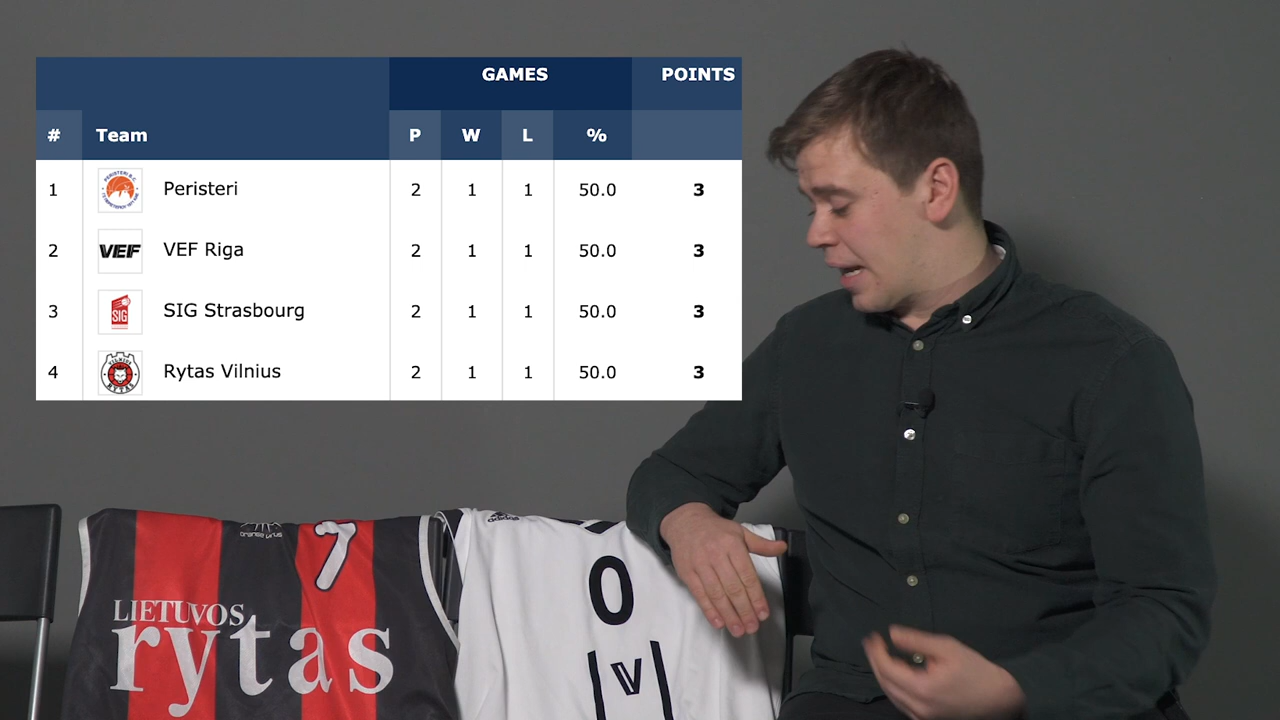 GAMES POINTS
# Team P W L %
1 Peristeri 2 1 1 50.0 3
2 VEF VEF Riga 2 1 1 50.0 3
3 SIG SIG Strasbourg 2 1 1 50.0 3
4 Rytas Vilnius 2 1 1 50.0 3
adidas
7
0
LIETUVOS
rytas
V